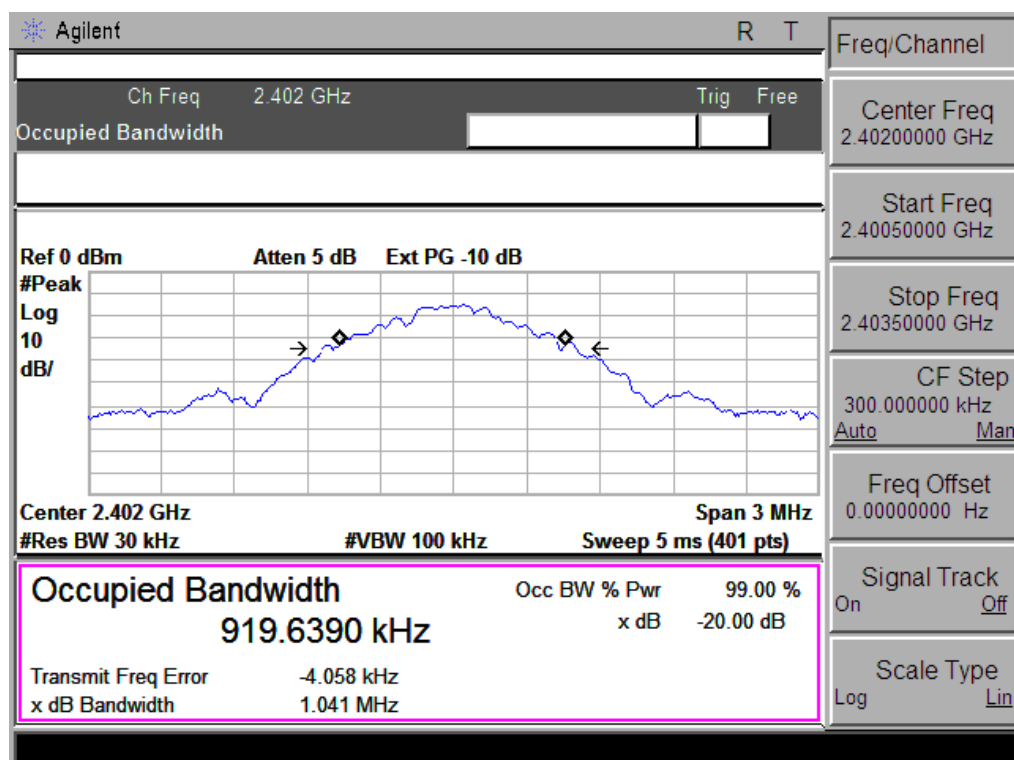 Agilent R T
Ch Freq 2.402 GHz Trig Free
Occupied Bandwidth
Ref 0 dBm Atten 5 dB Ext PG -10 dB
#Peak
Log
10
dB/
Center 2.402 GHz Span 3 MHz
#Res BW 30 kHz #VBW 100 kHz Sweep 5 ms (401 pts)
Occupied Bandwidth
919.6390 kHz
Occ BW % Pwr 99.00 %
x dB -20.00 dB
Transmit Freq Error -4.058 kHz
x dB Bandwidth 1.041 MHz
Freq/Channel
Center Freq
2.40200000 GHz
Start Freq
2.40050000 GHz
Stop Freq
2.40350000 GHz
CF Step
300.000000 kHz
Auto Man
Freq Offset
0.00000000 Hz
Signal Track
On Off
Scale Type
Log Lin